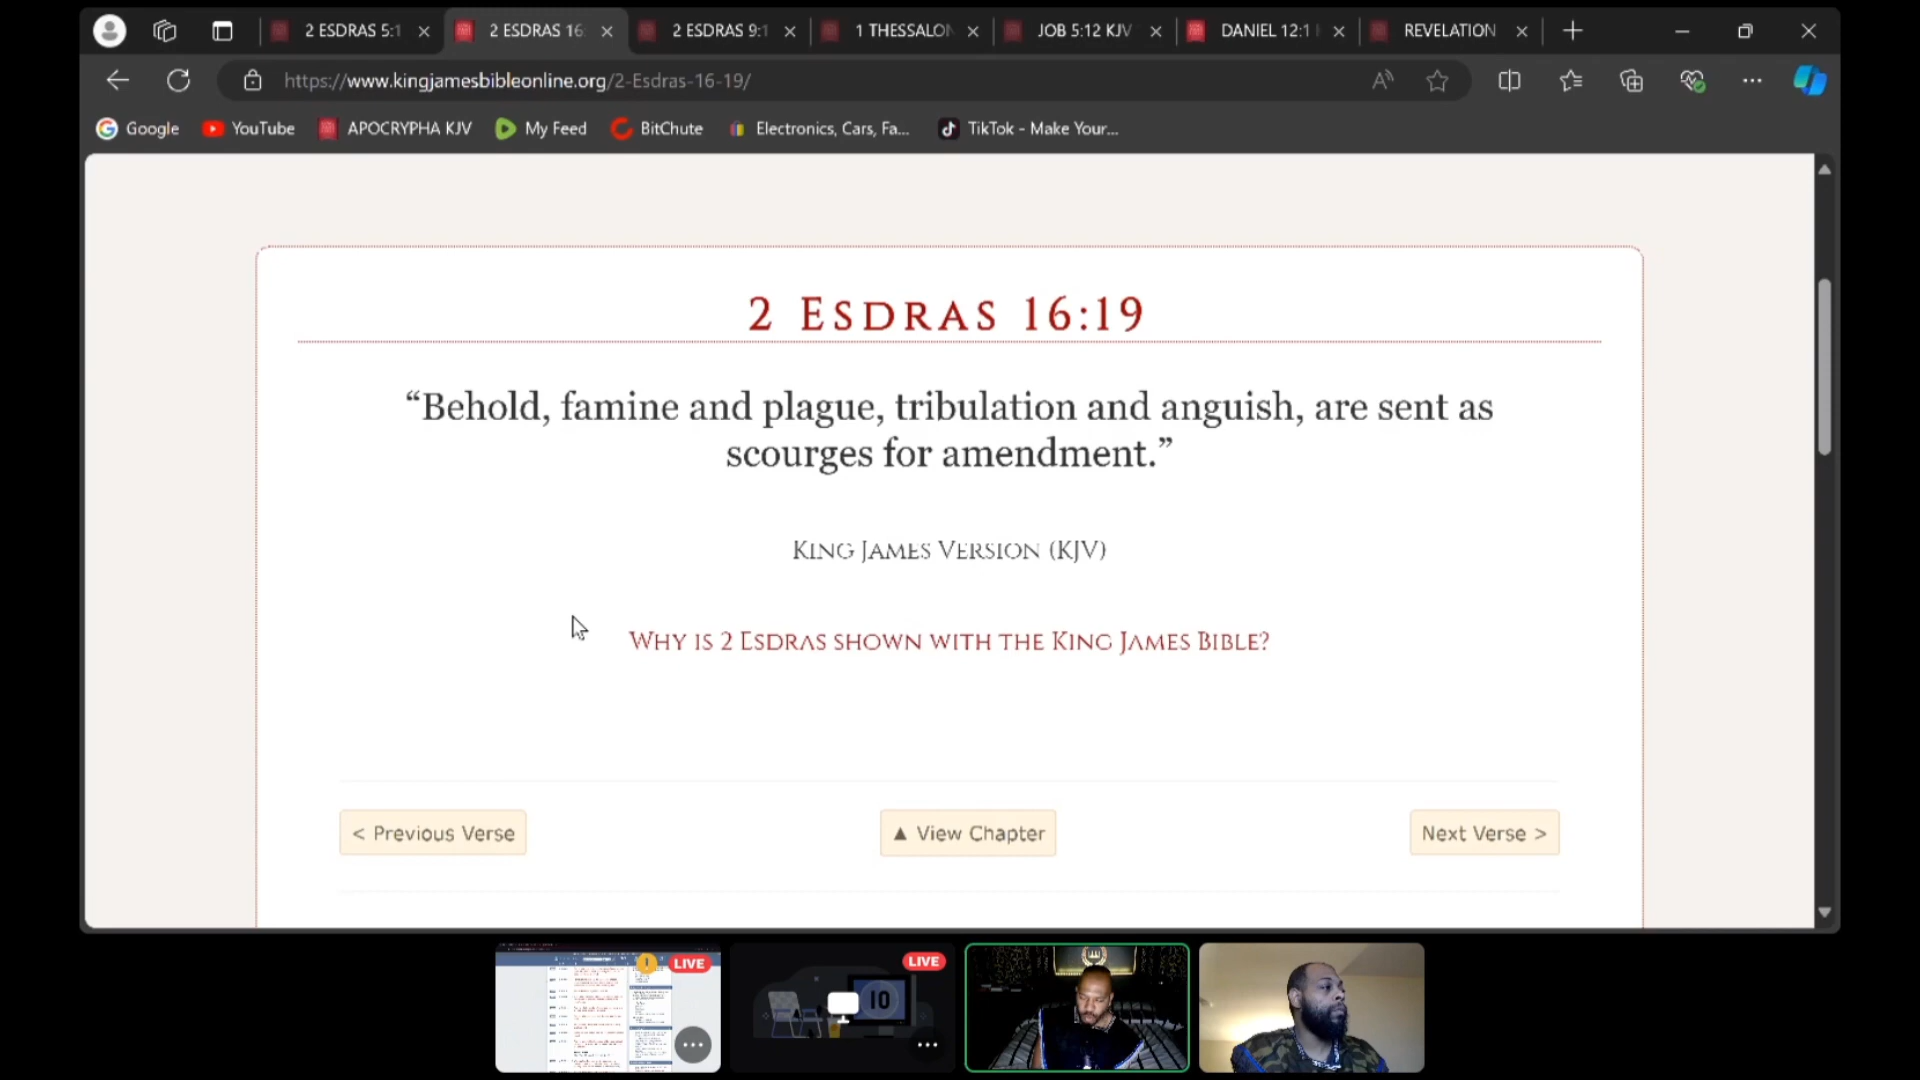 2 ESDRAS 5:1
2 ESDRAS 16:
2 ESDRAS 9:1
1 THESSALON
JOB 5:12 KJV
DANIEL 12:1
REVELATION
https://www.kingjamesbibleonline.org/2-Esdras-16-19/
Google
YouTube
APOCRYPHA KJV
My Feed
BitChute
Electronics, Cars, Fa...
TikTok - Make Your...
2 Esdras 16:19
“Behold, famine and plague, tribulation and anguish, are sent as
scourges for amendment.”
King James Version (KJV)
Why is 2 Esdras shown with the King James Bible?
< Previous Verse
▲ View Chapter
Next Verse >
LIVE
LIVE
10